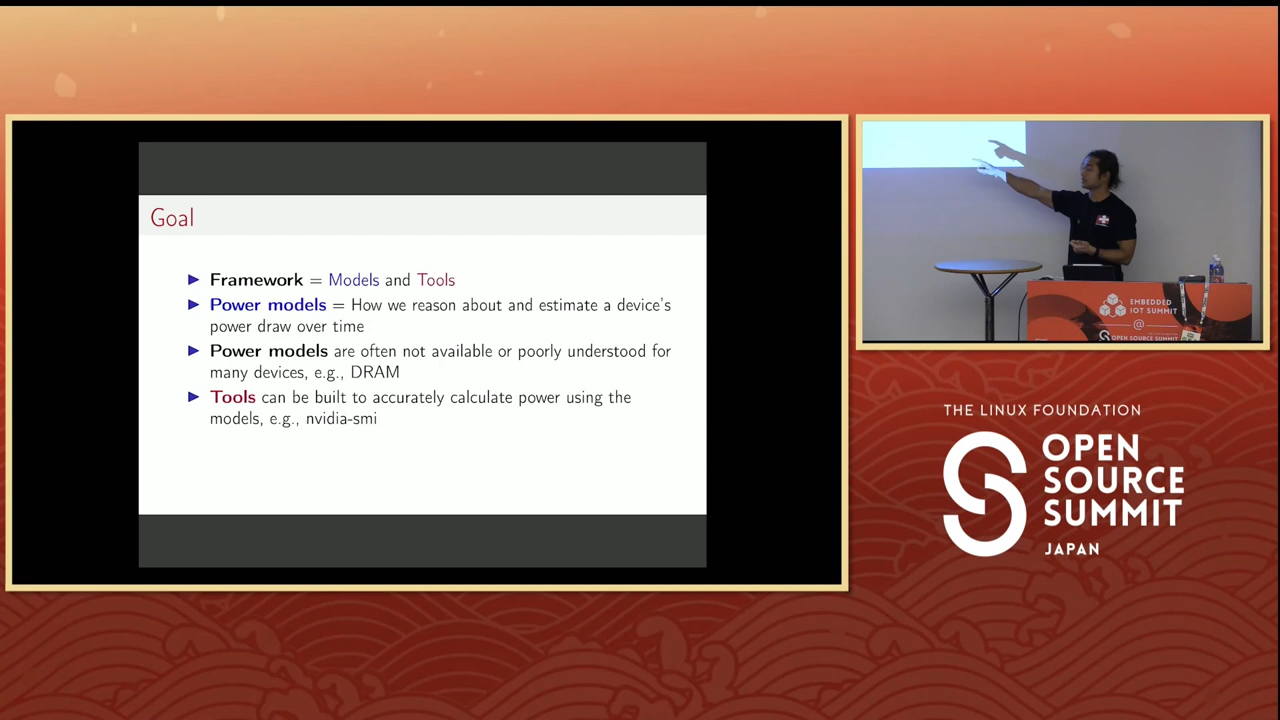 Goal
▶ Framework = Models and Tools
▶ Power models = How we reason about and estimate a device's
power draw over time
▶ Power models are often not available or poorly understood for
many devices, e.g., DRAM
▶ Tools can be built to accurately calculate power using the
models, e.g., nvidia-smi
EMBEDDED
IOT SUMMIT
@
OPEN SOURCE SUMMIT
THE LINUX FOUNDATION
OPEN
SOURCE
SUMMIT
JAPAN